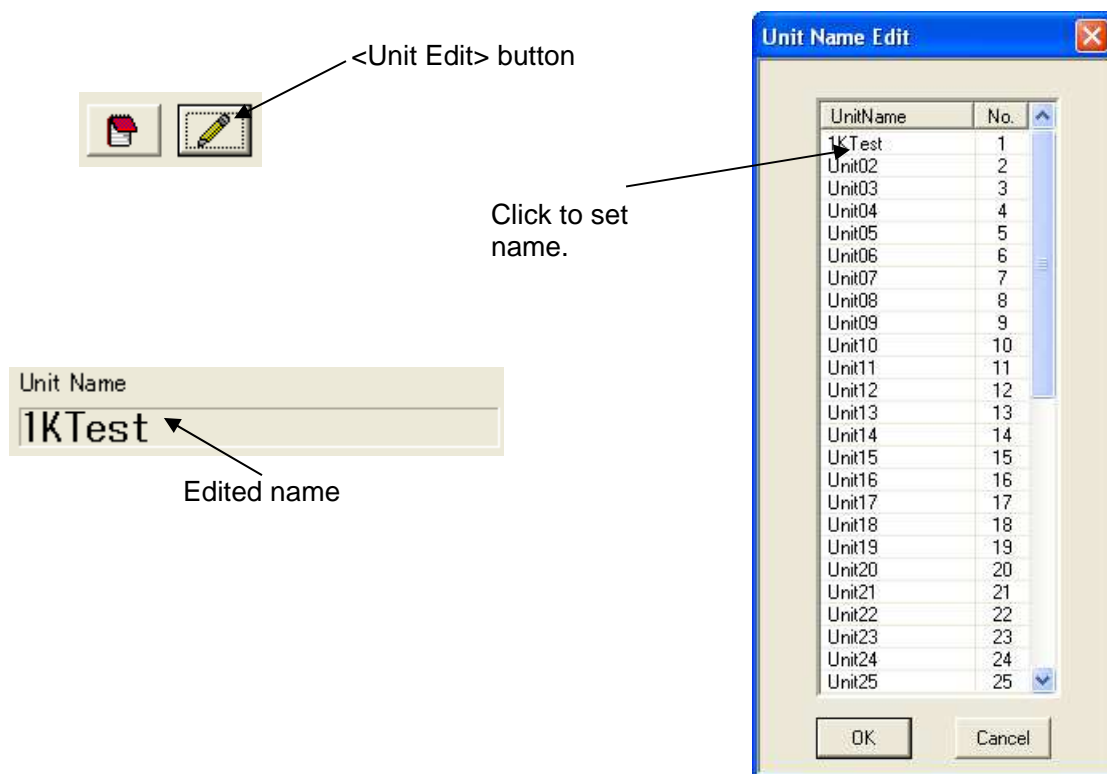 <Unit Edit> button
Click to set
name.
Unit Name
1KTest
Edited name
Unit Name Edit
UnitName No.
1KTest 1
Unit02 2
Unit03 3
Unit04 4
Unit05 5
Unit06 6
Unit07 7
Unit08 8
Unit09 9
Unit10 10
Unit11 11
Unit12 12
Unit13 13
Unit14 14
Unit15 15
Unit16 16
Unit17 17
Unit18 18
Unit19 19
Unit20 20
Unit21 21
Unit22 22
Unit23 23
Unit24 24
Unit25 25
OK Cancel